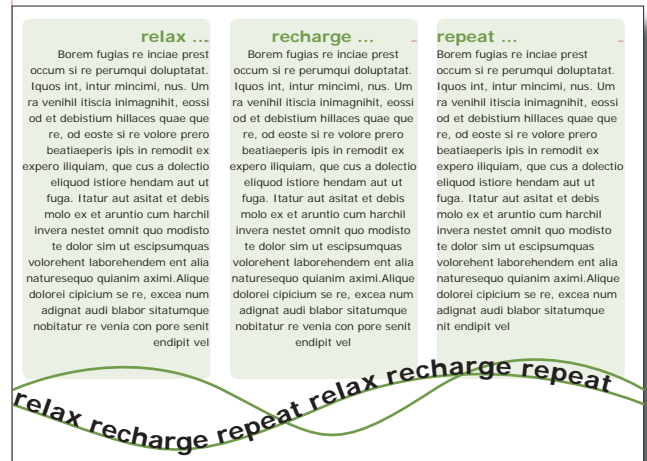 relax ...
Borem fugias re inciae prest
occum si re perumqui doluptatat.
Iquos int, intur mincimi, nus. Um
ra venihil itiscia inimagnihit, eossi
od et debistium hillaces quae que
re, od eoste si re volore prero
beatiaeperis ipis in remodit ex
expero iliquiam, que cus a dolectio
eliquod istiore hendam aut ut
fuga. Itatur aut asitat et debis
molo ex et aruntio cum harchil
invera nestet omnit quo modisto
te dolor sim ut escipsumquas
volorehent laborehendem ent alia
naturesequo quianim aximi.Alique
dolorei cipicium se re, excea num
adignat audi blabor sitatumque
nobitatur re venia con pore senit
endipit vel
recharge ...
Borem fugias re inciae prest
occum si re perumqui doluptatat.
Iquos int, intur mincimi, nus. Um
ra venihil itiscia inimagnihit, eossi
od et debistium hillaces quae que
re, od eoste si re volore prero
beatiaeperis ipis in remodit ex
expero iliquiam, que cus a dolectio
eliquod istiore hendam aut ut
fuga. Itatur aut asitat et debis
molo ex et aruntio cum harchil
invera nestet omnit quo modisto
te dolor sim ut escipsumquas
volorehent laborehendem ent alia
naturesequo quianim aximi.Alique
dolorei cipicium se re, excea num
adignat audi blabor sitatumque
nobitatur re venia con pore senit
endipit vel
repeat ...
Borem fugias re inciae prest
occum si re perumqui doluptatat.
Iquos int, intur mincimi, nus. Um
ra venihil itiscia inimagnihit, eossi
od et debistium hillaces quae que
re, od eoste si re volore prero
beatiaeperis ipis in remodit ex
expero iliquiam, que cus a dolectio
eliquod istiore hendam aut ut
fuga. Itatur aut asitat et debis
molo ex et aruntio cum harchil
invera nestet omnit quo modisto
te dolor sim ut escipsumquas
volorehent laborehendem ent alia
naturesequo quianim aximi.Alique
dolorei cipicium se re, excea num
adignat audi blabor sitatumque
nit endipit vel
relax recharge repeat relax recharge repeat